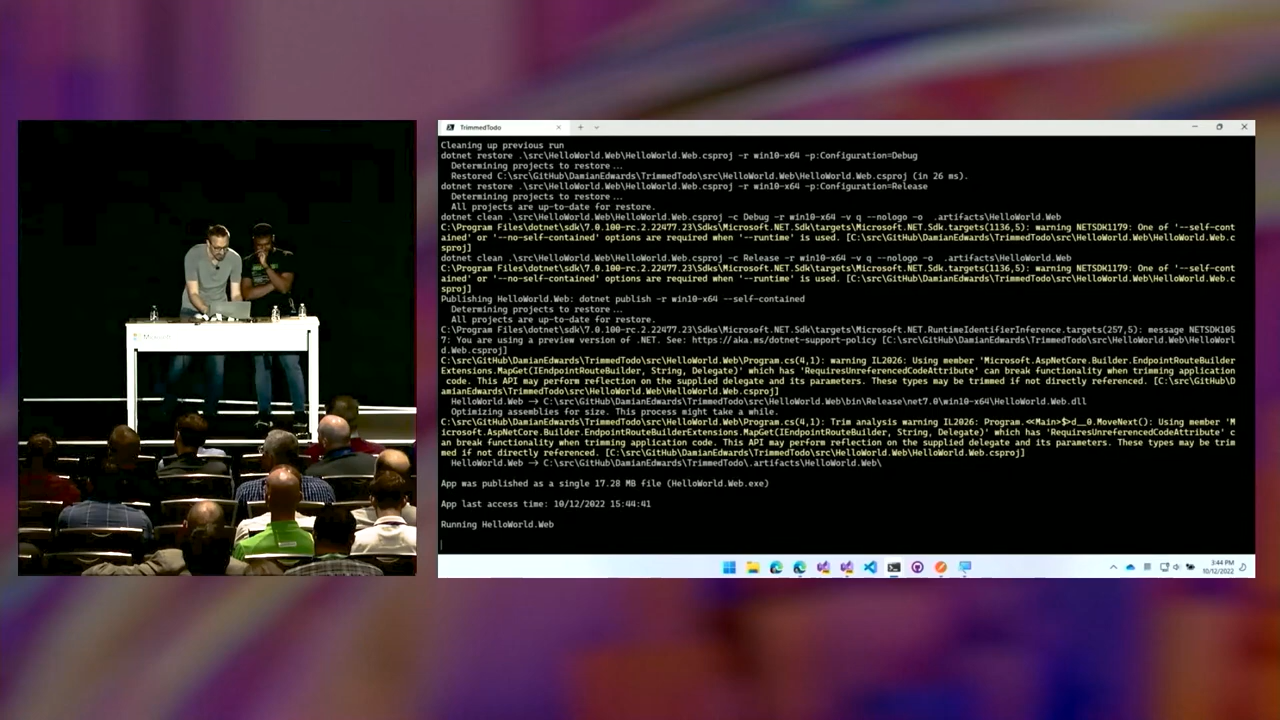 TrimmedTodo
Cleaning up previous run
dotnet restore .\src\HelloWorld.Web\HelloWorld.Web.csproj -r win10-x64 -p:Configuration=Debug
Determining projects to restore...
Restored C:\src\GitHub\DamianEdwards\TrimmedTodo\src\HelloWorld.Web\HelloWorld.Web.csproj (in 26 ms).
dotnet restore .\src\HelloWorld.Web\HelloWorld.Web.csproj -r win10-x64 -p:Configuration=Release
Determining projects to restore...
All projects are up-to-date for restore.
dotnet clean .\src\HelloWorld.Web\HelloWorld.Web.csproj -c Debug -r win10-x64 -v q --nologo -o .artifacts\HelloWorld.Web
C:\Program Files\dotnet\sdk\7.0.100-rc.2.22477.23\Sdks\Microsoft.NET.Sdk\targets\Microsoft.NET.Sdk.targets(1136,5): warning NETSDK1179: One of '--self-cont
ained' or '--no-self-contained' options are required when '--runtime' is used. [C:\src\GitHub\DamianEdwards\TrimmedTodo\src\HelloWorld.Web\HelloWorld.Web.c
sproj]
dotnet clean .\src\HelloWorld.Web\HelloWorld.Web.csproj -c Release -r win10-x64 -v q --nologo -o .artifacts\HelloWorld.Web
C:\Program Files\dotnet\sdk\7.0.100-rc.2.22477.23\Sdks\Microsoft.NET.Sdk\targets\Microsoft.NET.Sdk.targets(1136,5): warning NETSDK1179: One of '--self-cont
ained' or '--no-self-contained' options are required when '--runtime' is used. [C:\src\GitHub\DamianEdwards\TrimmedTodo\src\HelloWorld.Web\HelloWorld.Web.c
sproj]
Publishing HelloWorld.Web: dotnet publish -r win10-x64 --self-contained
Determining projects to restore...
All projects are up-to-date for restore.
C:\Program Files\dotnet\sdk\7.0.100-rc.2.22477.23\Sdks\Microsoft.NET.Sdk\targets\Microsoft.NET.RuntimeIdentifierInference.targets(257,5): message NETSDK105
7: You are using a preview version of .NET. See: https://aka.ms/dotnet-support-policy [C:\src\GitHub\DamianEdwards\TrimmedTodo\src\HelloWorld.Web\HelloWorl
d.Web.csproj]
C:\src\GitHub\DamianEdwards\TrimmedTodo\src\HelloWorld.Web\Program.cs(4,1): warning IL2026: Using member 'Microsoft.AspNetCore.Builder.EndpointRouteBuilder
Extensions.MapGet(IEndpointRouteBuilder, String, Delegate)' which has 'RequiresUnreferencedCodeAttribute' can break functionality when trimming application
code. This API may perform reflection on the supplied delegate and its parameters. These types may be trimmed if not directly referenced. [C:\src\GitHub\D
amianEdwards\TrimmedTodo\src\HelloWorld.Web\HelloWorld.Web.csproj]
HelloWorld.Web -> C:\src\GitHub\DamianEdwards\TrimmedTodo\src\HelloWorld.Web\bin\Release\net7.0\win10-x64\HelloWorld.Web.dll
Optimizing assemblies for size. This process might take a while.
C:\src\GitHub\DamianEdwards\TrimmedTodo\src\HelloWorld.Web\Program.cs(4,1): Trim analysis warning IL2026: Program.<<Main>$>d__0.MoveNext(): Using member 'M
icrosoft.AspNetCore.Builder.EndpointRouteBuilderExtensions.MapGet(IEndpointRouteBuilder, String, Delegate)' which has 'RequiresUnreferencedCodeAttribute' c
an break functionality when trimming application code. This API may perform reflection on the supplied delegate and its parameters. These types may be trim
med if not directly referenced. [C:\src\GitHub\DamianEdwards\TrimmedTodo\src\HelloWorld.Web\HelloWorld.Web.csproj]
HelloWorld.Web -> C:\src\GitHub\DamianEdwards\TrimmedTodo\.artifacts\HelloWorld.Web\
App was published as a single 17.28 MB file (HelloWorld.Web.exe)
App last access time: 10/12/2022 15:44:41
Running HelloWorld.Web
3:44 PM
10/12/2022